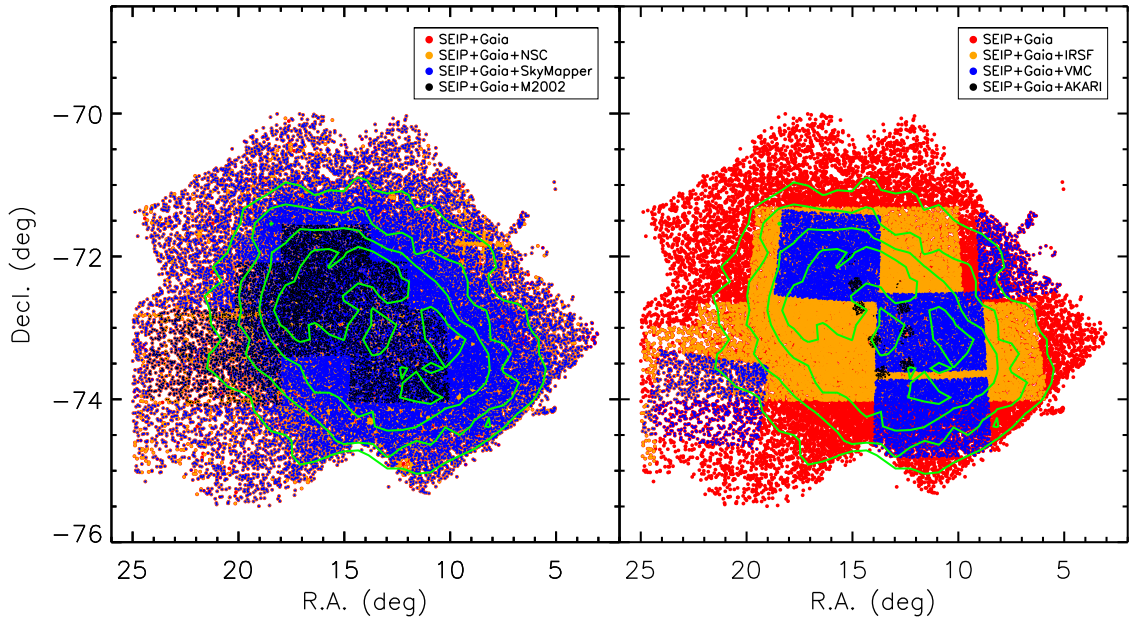 SEIP+Gaia
SEIP+Gaia+NSC
SEIP+Gaia+SkyMapper
SEIP+Gaia+M2002
SEIP+Gaia
SEIP+Gaia+IRSF
SEIP+Gaia+VMC
SEIP+Gaia+AKARI
−70
−72
−74
−76
Decl. (deg)
25 20 15 10 5
25 20 15 10 5
R.A. (deg)
R.A. (deg)